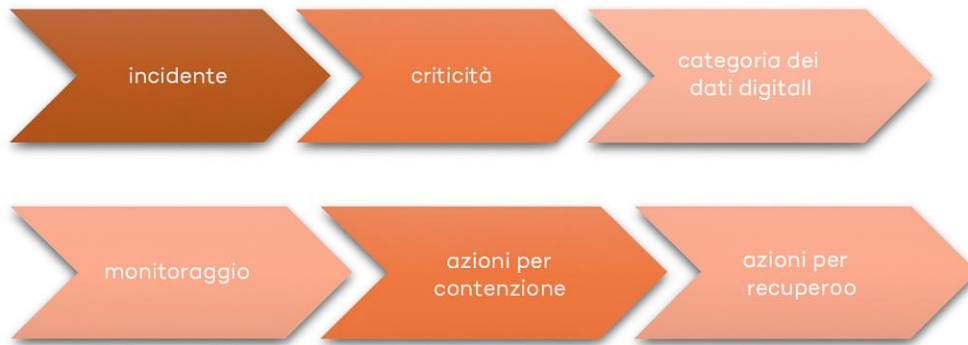 incidente
criticità
categoria dei
dati digitall
monitoraggio
azioni per
contenzione
azioni per
recuperoo